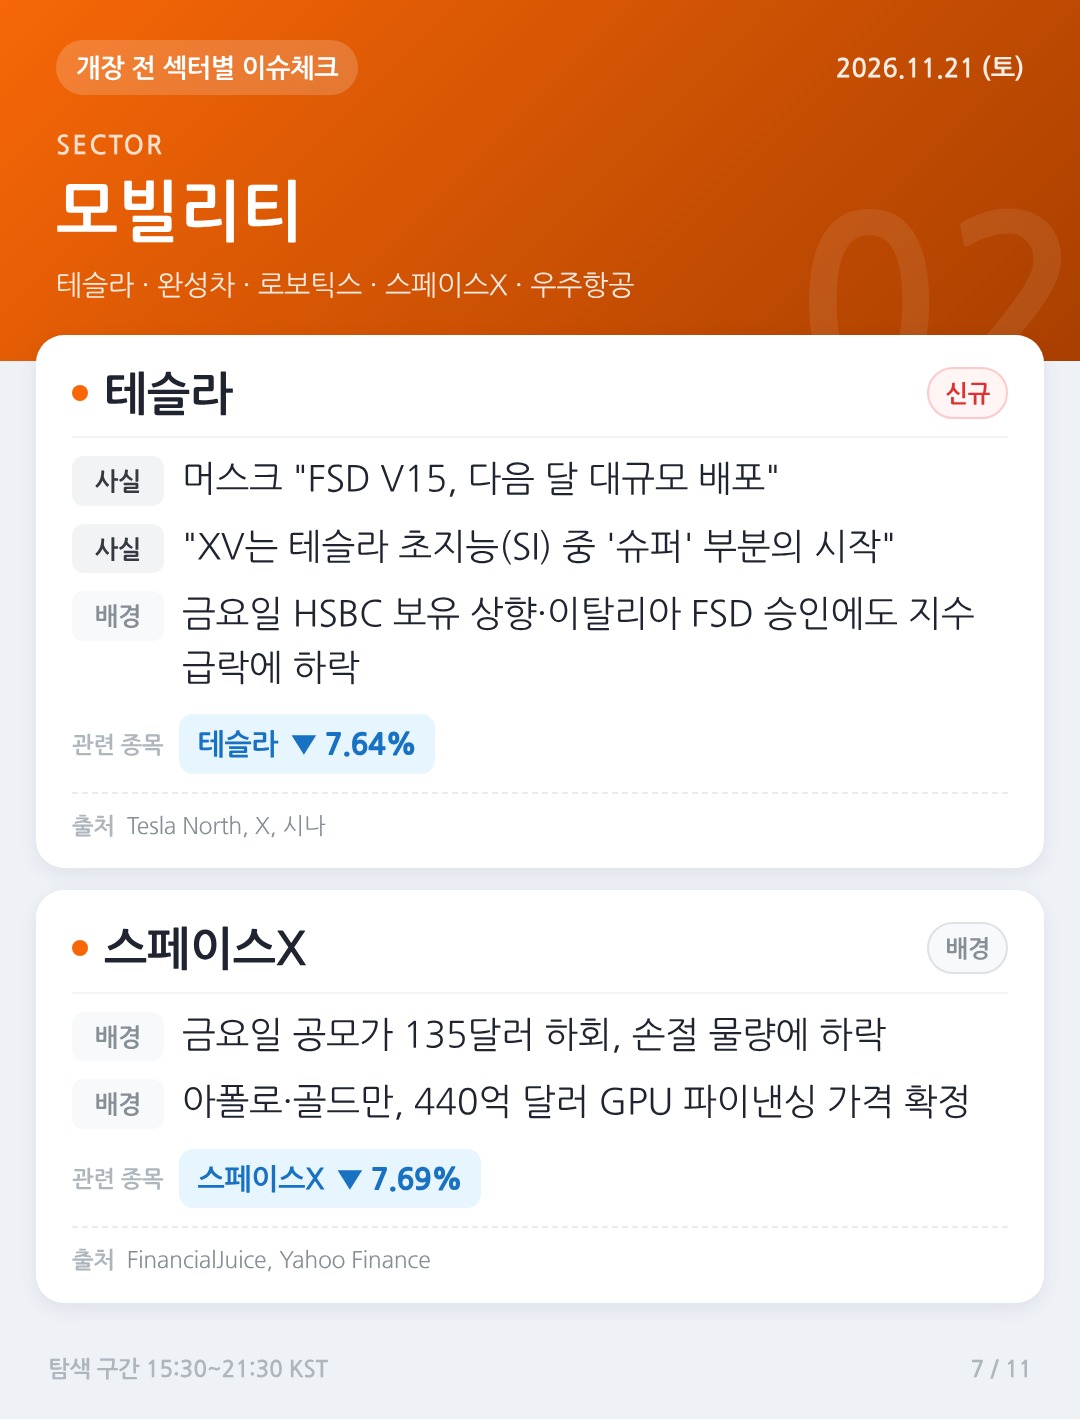 개장 전 섹터별 이슈체크
2026.11.21 (토)
SECTOR
모빌리티
테슬라 · 완성차 · 로보틱스 · 스페이스X · 우주항공
02
테슬라
신규
사실 머스크 "FSD V15, 다음 달 대규모 배포"
사실 "XV는 테슬라 초지능(SI) 중 '슈퍼' 부분의 시작"
배경 금요일 HSBC 보유 상향·이탈리아 FSD 승인에도 지수
급락에 하락
관련 종목 테슬라 ▼ 7.64%
출처 Tesla North, X, 시나
스페이스X
배경
배경 금요일 공모가 135달러 하회, 손절 물량에 하락
배경 아폴로·골드만, 440억 달러 GPU 파이낸싱 가격 확정
관련 종목 스페이스X ▼ 7.69%
출처 FinancialJuice, Yahoo Finance
탐색 구간 15:30~21:30 KST
7 / 11